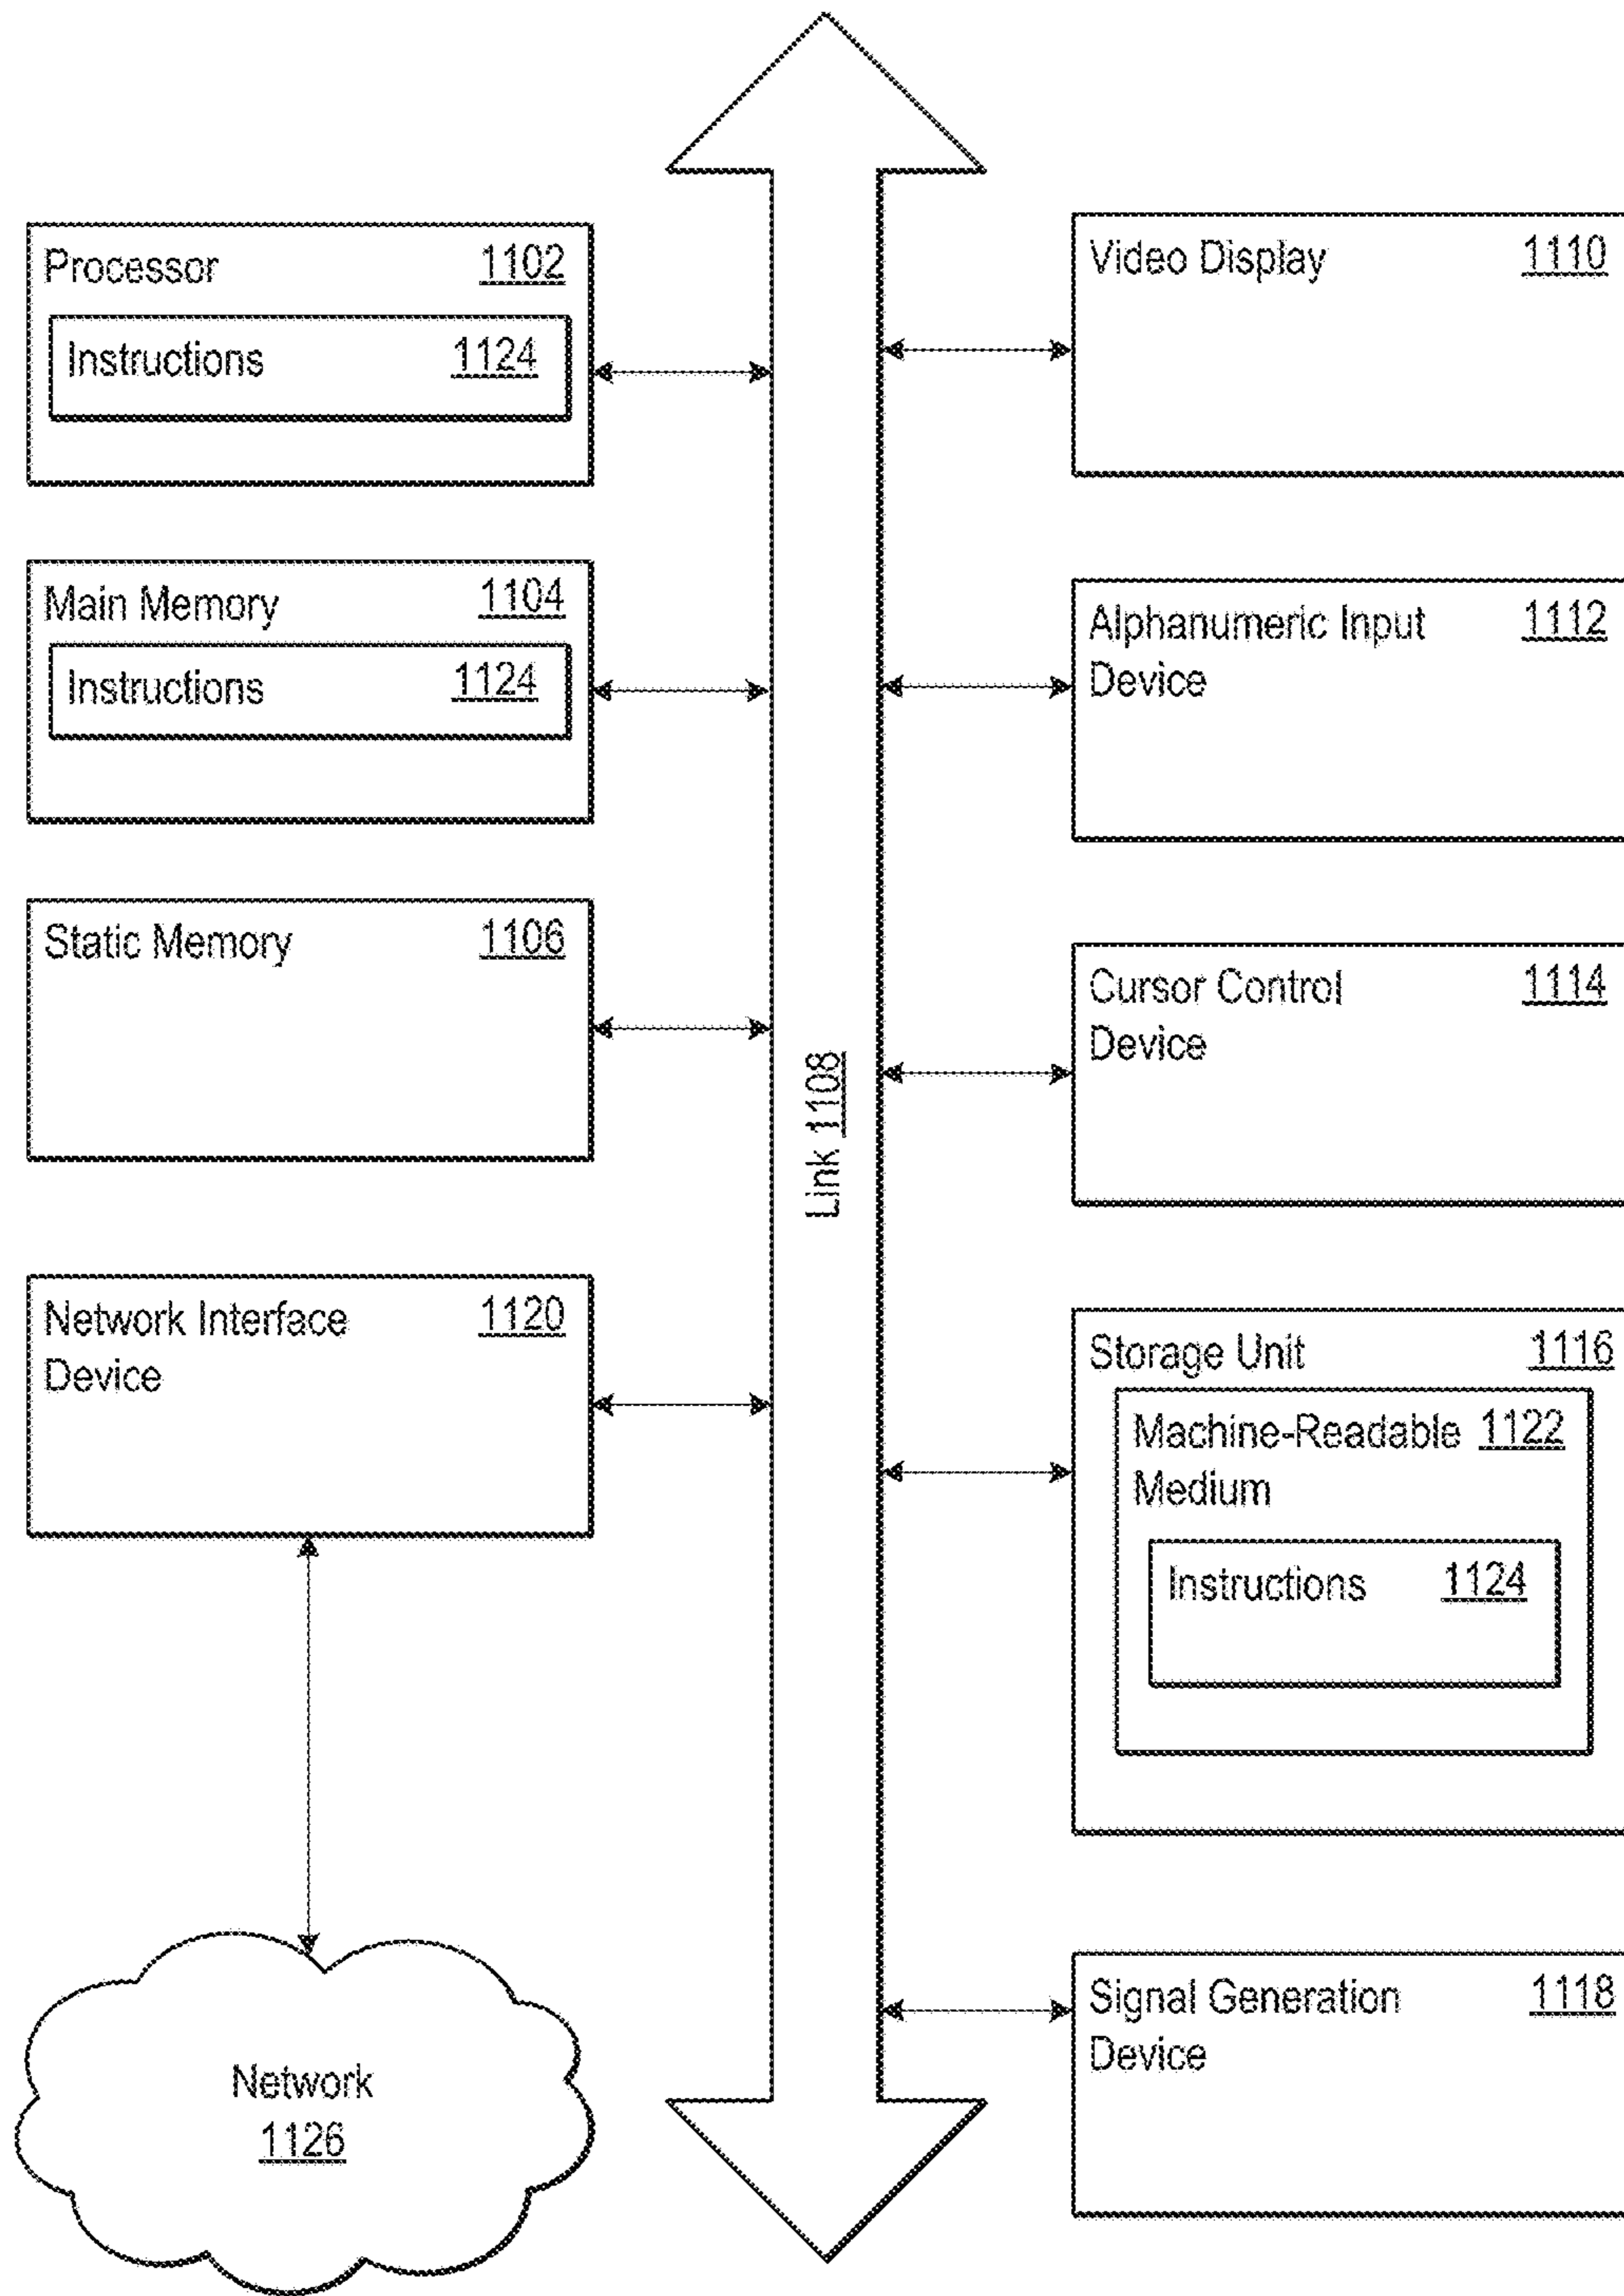 Processor 1102
Instructions 1124
Main Memory 1104
Instructions 1124
Static Memory 1106
Network Interface 1120
Device
Network
1126
Link 1108
Video Display 1110
Alphanumeric Input 1112
Device
Cursor Control 1114
Device
Storage Unit 1116
Machine-Readable 1122
Medium
Instructions 1124
Signal Generation 1118
Device